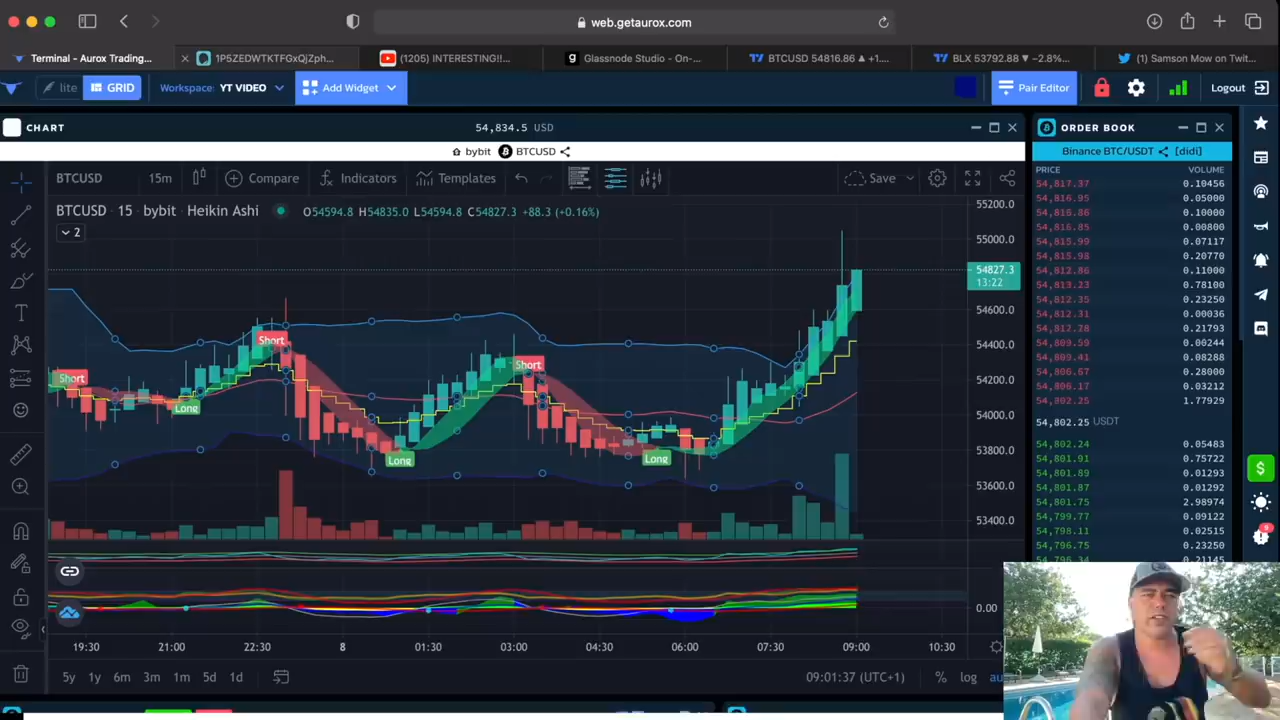 web.getaurox.com
Terminal - Aurox Trading...
1P5ZEDWTKTFGxQjZph...
(1205) INTERESTING!!...
Glassnode Studio - On-...
BTCUSD 54816.86 ▲ +1....
BLX 53792.88 ▼ −2.8%...
(1) Samson Mow on Twit...
lite
GRID
Workspace: YT VIDEO
Add Widget
Pair Editor
Logout
CHART
54,834.5 USD
bybit BTCUSD
BTCUSD 15m Compare Indicators Templates Save
BTCUSD · 15 · bybit · Heikin Ashi O54594.8 H54835.0 L54594.8 C54827.3 +88.3 (+0.16%)
2
Short
Long
Short
Long
Short
Long
55200.0
55000.0
54827.3
13:22
54600.0
54400.0
54200.0
54000.0
53800.0
53600.0
53400.0
0.00
19:30 21:00 22:30 8 01:30 03:00 04:30 06:00 07:30 09:00 10:30
5y 1y 6m 3m 1m 5d 1d
09:01:37 (UTC+1) % log
ORDER BOOK
Binance BTC/USDT [didi]
PRICE VOLUME
54,817.37 0.10456
54,816.95 0.05000
54,816.86 0.10000
54,816.85 0.00800
54,815.99 0.07117
54,815.98 0.20770
54,812.86 0.11000
54,813.23 0.78100
54,812.35 0.23250
54,812.31 0.00036
54,812.28 0.21793
54,809.59 0.00244
54,809.41 0.08288
54,806.67 0.28000
54,806.17 0.03212
54,802.25 1.77929
54,802.25 USDT
54,802.24 0.05483
54,801.91 0.75722
54,801.89 0.01293
54,801.87 0.01292
54,801.75 2.98974
54,799.77 0.09122
54,798.11 0.02515
54,796.75 0.23250
54,796.34 0.21145